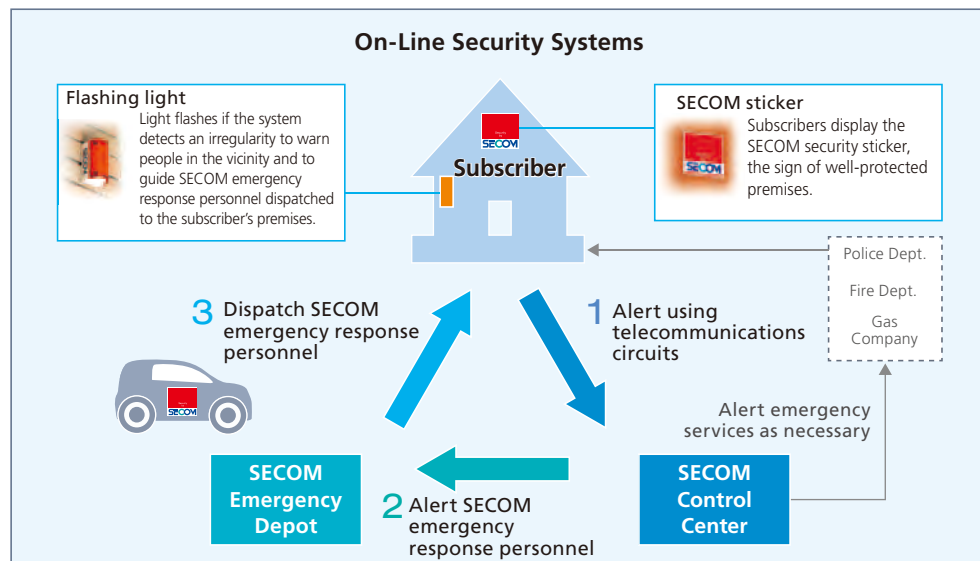 On-Line Security Systems
Flashing light
Light flashes if the system
detects an irregularity to warn
people in the vicinity and to
guide SECOM emergency
response personnel dispatched
to the subscriber's premises.
SECOM
Subscriber
SECOM sticker
SECOM
Subscribers display the
SECOM security sticker,
the sign of well-protected
premises.
Police Dept.
Fire Dept.
Gas
Company
3 Dispatch SECOM
emergency response
personnel
1 Alert using
telecommunications
circuits
SECOM
Alert emergency
services as necessary
SECOM
Emergency
Depot
2 Alert SECOM
emergency
response personnel
SECOM
Control
Center